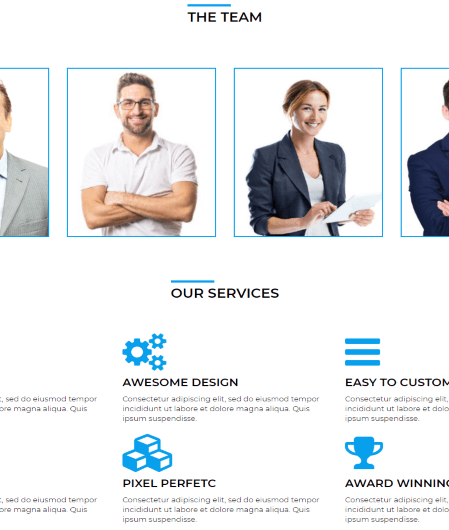 THE TEAM
OUR SERVICES
AWESOME DESIGN
EASY TO CUSTOM
sed do eiusmod tempor
ore magna aliqua. Quis
Consectetur adipiscing elit, sed do eiusmod tempor
incididunt ut labore et dolore magna aliqua. Quis
ipsum suspendisse.
Consectetur adipiscing elit,
incididunt ut labore et dolore
ipsum suspendisse.
PIXEL PERFETC
AWARD WINNING
sed do eiusmod tempor
ore magna aliqua. Quis
Consectetur adipiscing elit, sed do eiusmod tempor
incididunt ut labore et dolore magna aliqua. Quis
ipsum suspendisse.
Consectetur adipiscing elit,
incididunt ut labore et dolore
ipsum suspendisse.